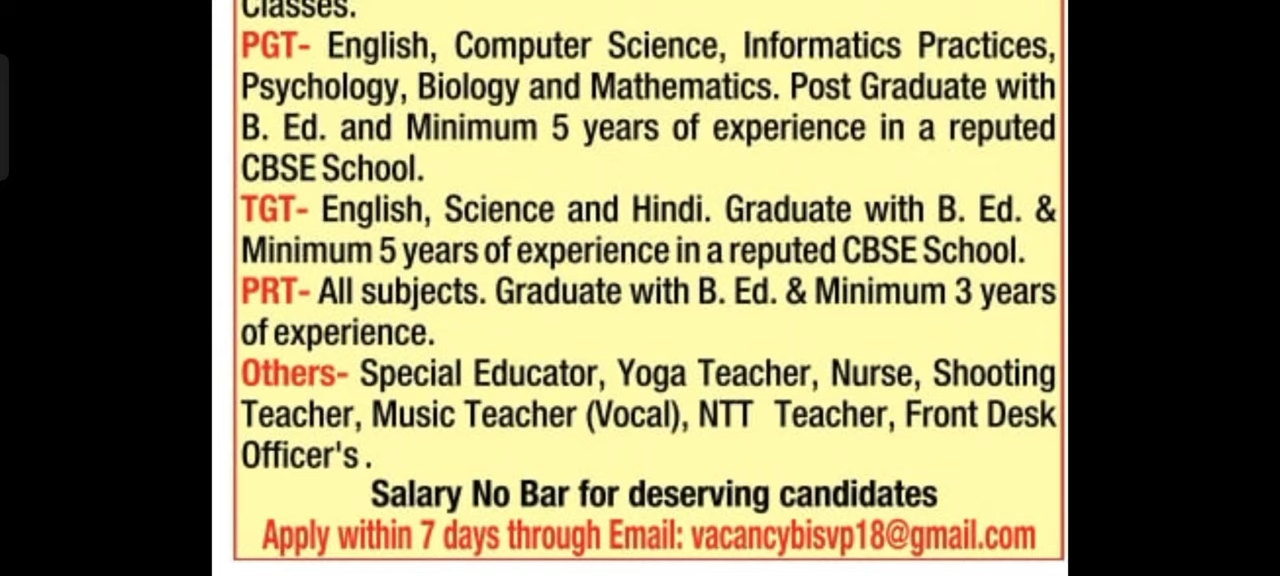 Classes.
PGT- English, Computer Science, Informatics Practices,
Psychology, Biology and Mathematics. Post Graduate with
B. Ed. and Minimum 5 years of experience in a reputed
CBSE School.
TGT- English, Science and Hindi. Graduate with B. Ed. &
Minimum 5 years of experience in a reputed CBSE School.
PRT- All subjects. Graduate with B. Ed. & Minimum 3 years
of experience.
Others- Special Educator, Yoga Teacher, Nurse, Shooting
Teacher, Music Teacher (Vocal), NTT Teacher, Front Desk
Officer's .
Salary No Bar for deserving candidates
Apply within 7 days through Email: vacancybisvp18@gmail.com